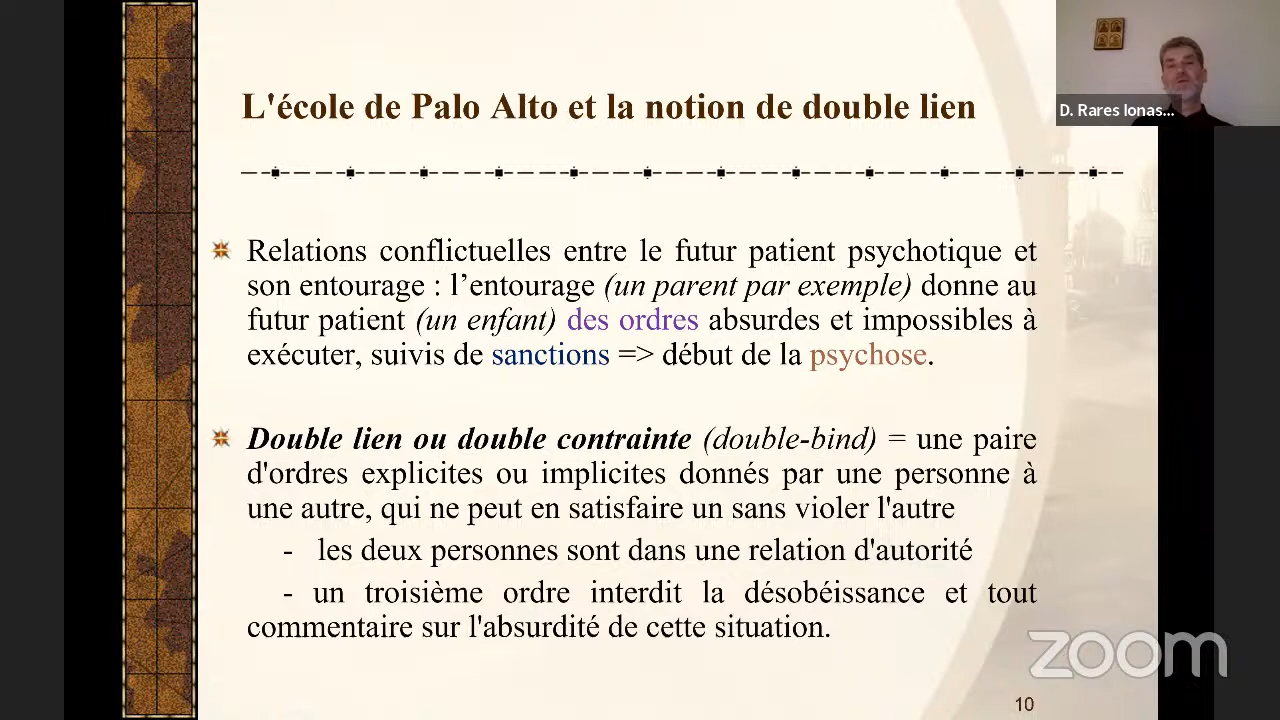 L'école de Palo Alto et la notion de double lien
D. Rares Ionas...
Relations conflictuelles entre le futur patient psychotique et
son entourage : l’entourage (un parent par exemple) donne au
futur patient (un enfant) des ordres absurdes et impossibles à
exécuter, suivis de sanctions => début de la psychose.
Double lien ou double contrainte (double-bind) = une paire
d'ordres explicites ou implicites donnés par une personne à
une autre, qui ne peut en satisfaire un sans violer l'autre
- les deux personnes sont dans une relation d'autorité
- un troisième ordre interdit la désobéissance et tout
commentaire sur l'absurdité de cette situation.
zoom
10